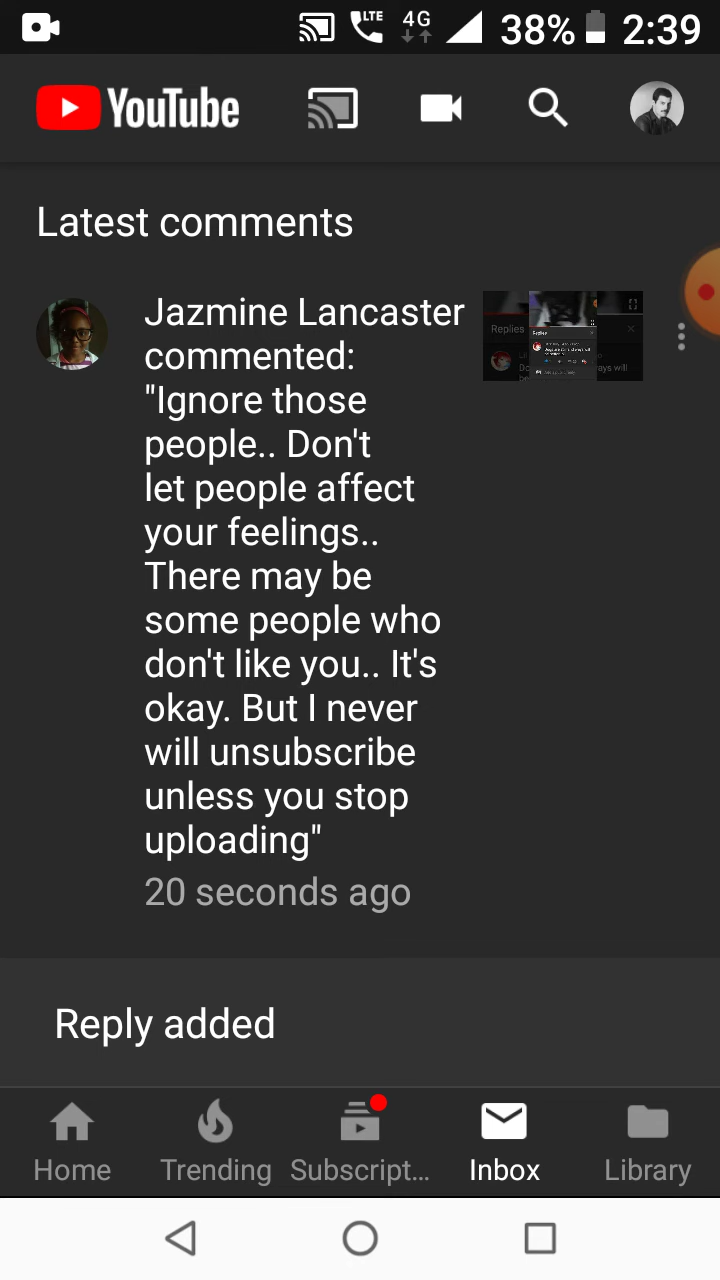 LTE 4G 38% 2:39
YouTube
Latest comments
Jazmine Lancaster
commented:
"Ignore those
people.. Don't
let people affect
your feelings..
There may be
some people who
don't like you.. It's
okay. But I never
will unsubscribe
unless you stop
uploading"
20 seconds ago
Replies
Replies
Reply added
Home Trending Subscript... Inbox Library